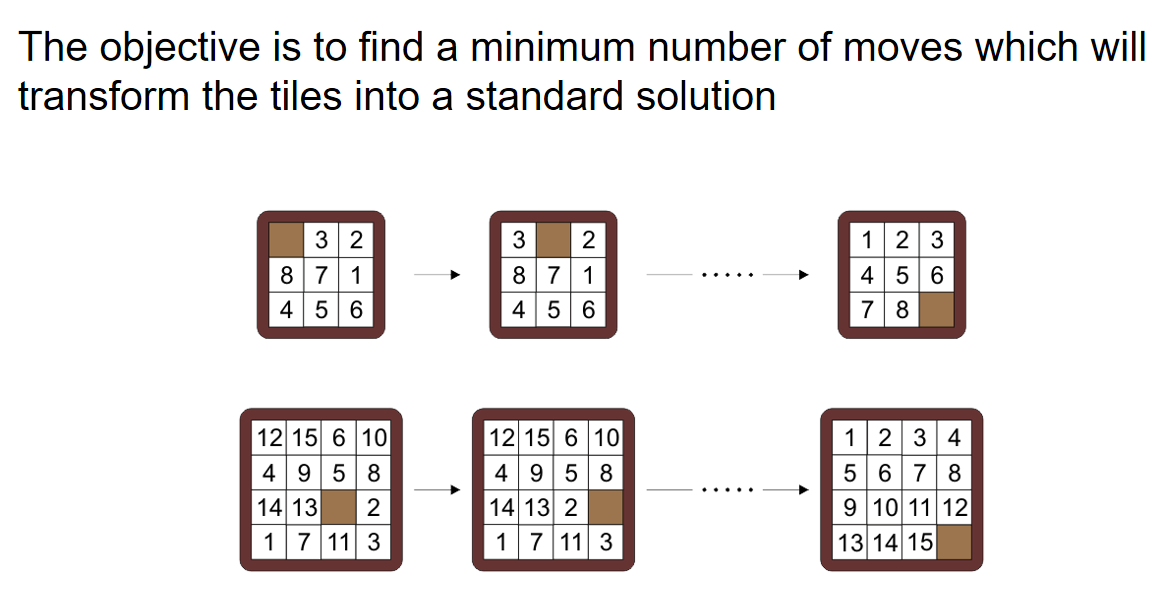 The objective is to find a minimum number of moves which will
transform the tiles into a standard solution
3 2 3 2 1 2 3
8 7 1 8 7 1 ····· 4 5 6
4 5 6 4 5 6 7 8
12 15 6 10 12 15 6 10 1 2 3 4
4 9 5 8 4 9 5 8 5 6 7 8
14 13 2 14 13 2 ····· 9 10 11 12
1 7 11 3 1 7 11 3 13 14 15